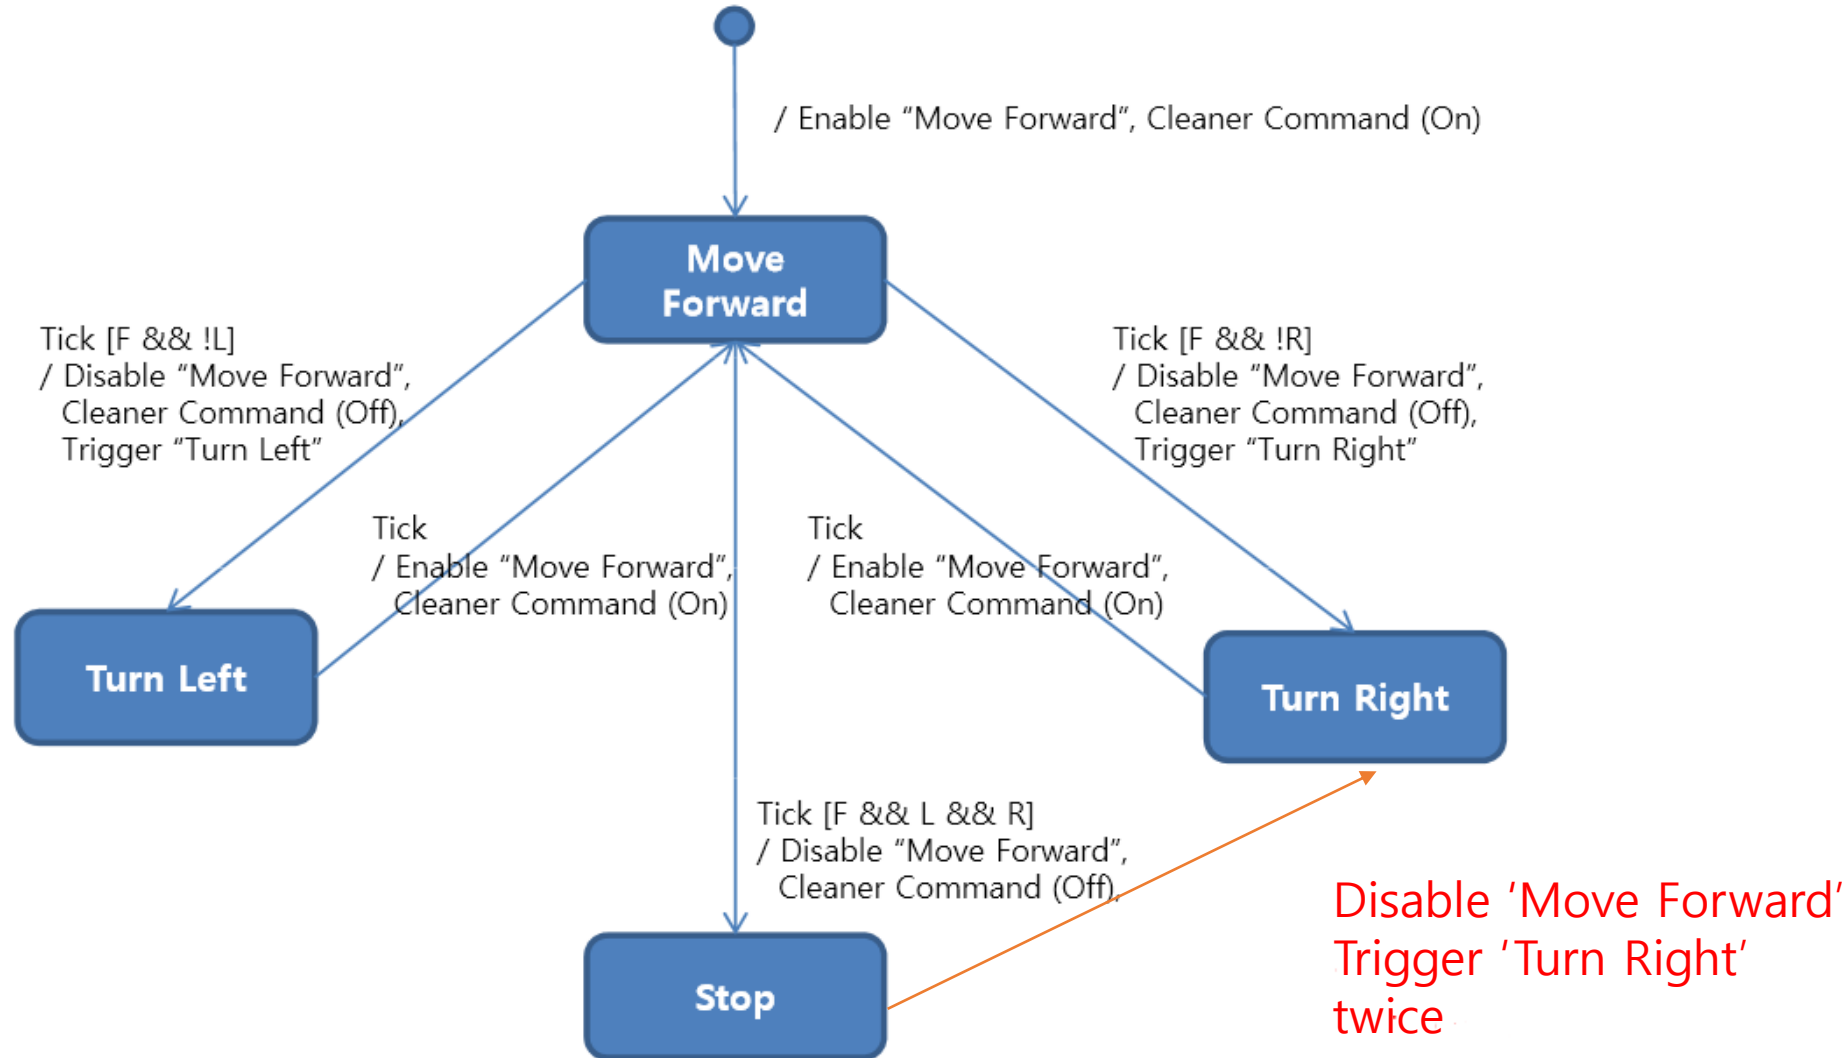 / Enable “Move Forward”, Cleaner Command (On)
Move
Forward
Tick [F && !L]
/ Disable “Move Forward”,
Cleaner Command (Off),
Trigger “Turn Left”
Tick [F && !R]
/ Disable “Move Forward”,
Cleaner Command (Off),
Trigger “Turn Right”
Tick
/ Enable “Move Forward”,
Cleaner Command (On)
Tick
/ Enable “Move Forward”,
Cleaner Command (On)
Turn Left
Turn Right
Tick [F && L && R]
/ Disable “Move Forward”,
Cleaner Command (Off),
Disable ‘Move Forward’
Trigger ‘Turn Right’
twice
Stop